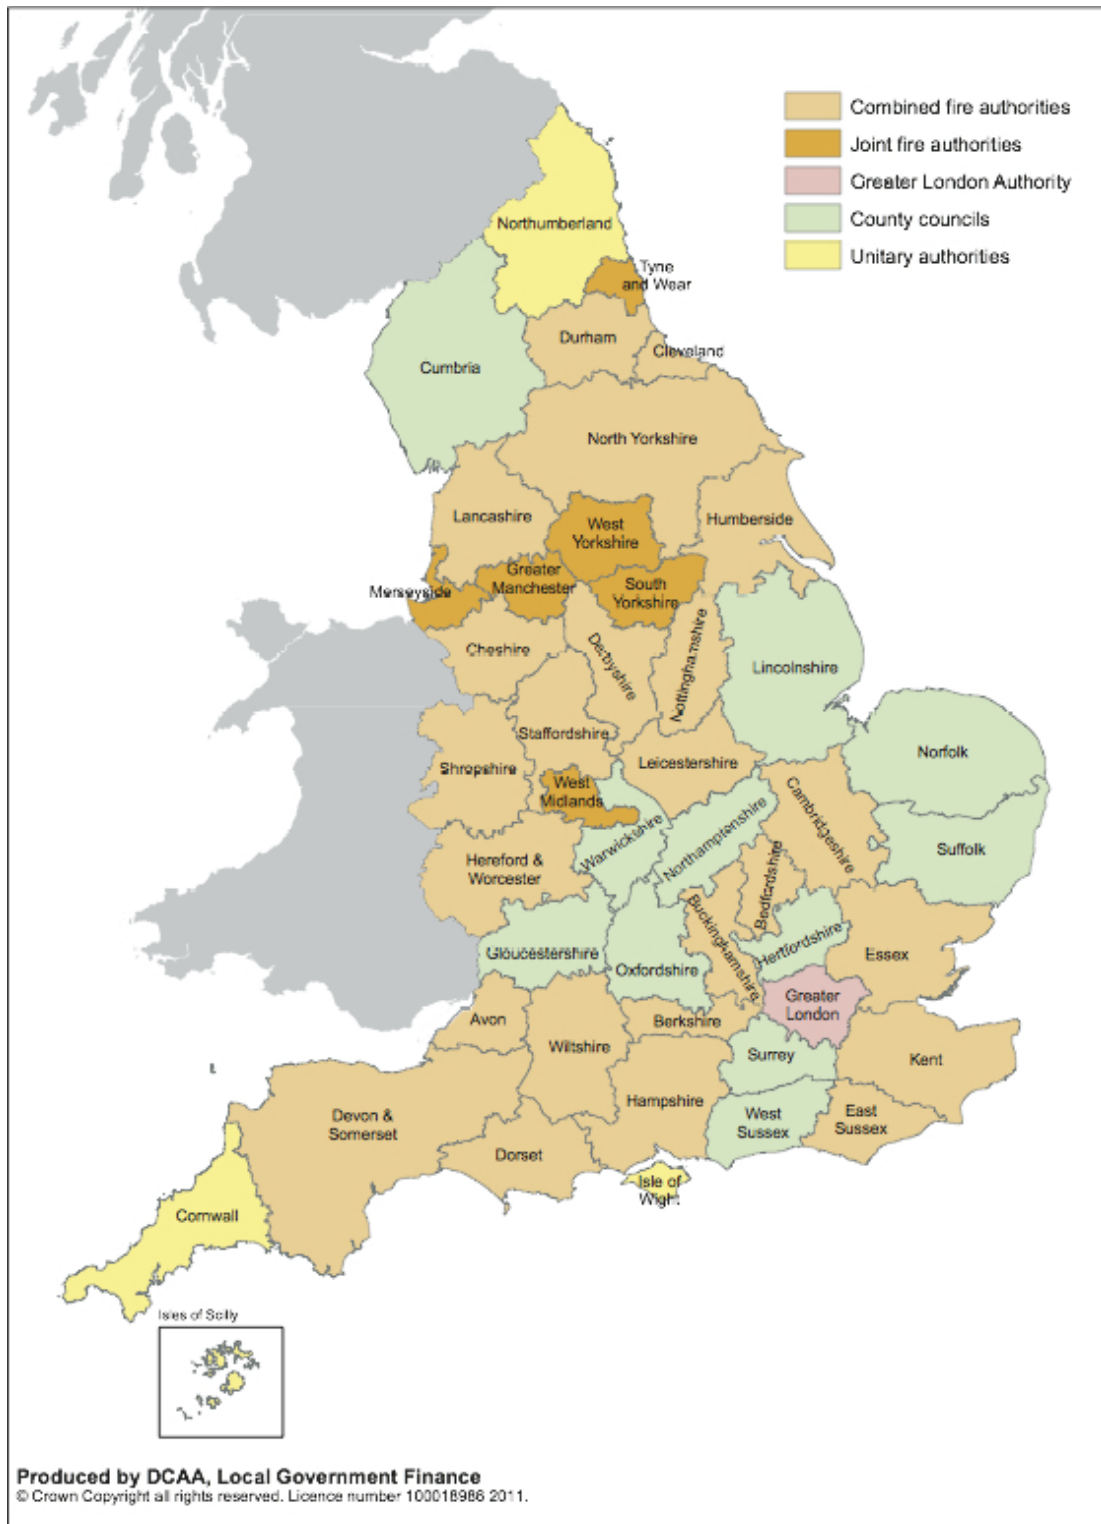 Combined fire authorities
Joint fire authorities
Greater London Authority
County councils
Unitary authorities
Northumberland
Tyne
and Wear
Durham
Cleveland
Cumbria
North Yorkshire
Lancashire
West
Yorkshire
Humberside
Merseyside
Greater
Manchester
South
Yorkshire
Cheshire
Derbyshire
Nottinghamshire
Lincolnshire
Staffordshire
Shropshire
Leicestershire
Norfolk
West
Midlands
Warwickshire
Northamptonshire
Cambridgeshire
Suffolk
Hereford &
Worcester
Bedfordshire
Buckinghamshire
Hertfordshire
Essex
Gloucestershire
Oxfordshire
Greater
London
Avon
Berkshire
Wiltshire
Surrey
Kent
Hampshire
West
Sussex
East
Sussex
Devon &
Somerset
Dorset
Isle of
Wight
Cornwall
Isles of Scilly
Produced by DCAA, Local Government Finance
© Crown Copyright all rights reserved. Licence number 100018986 2011.